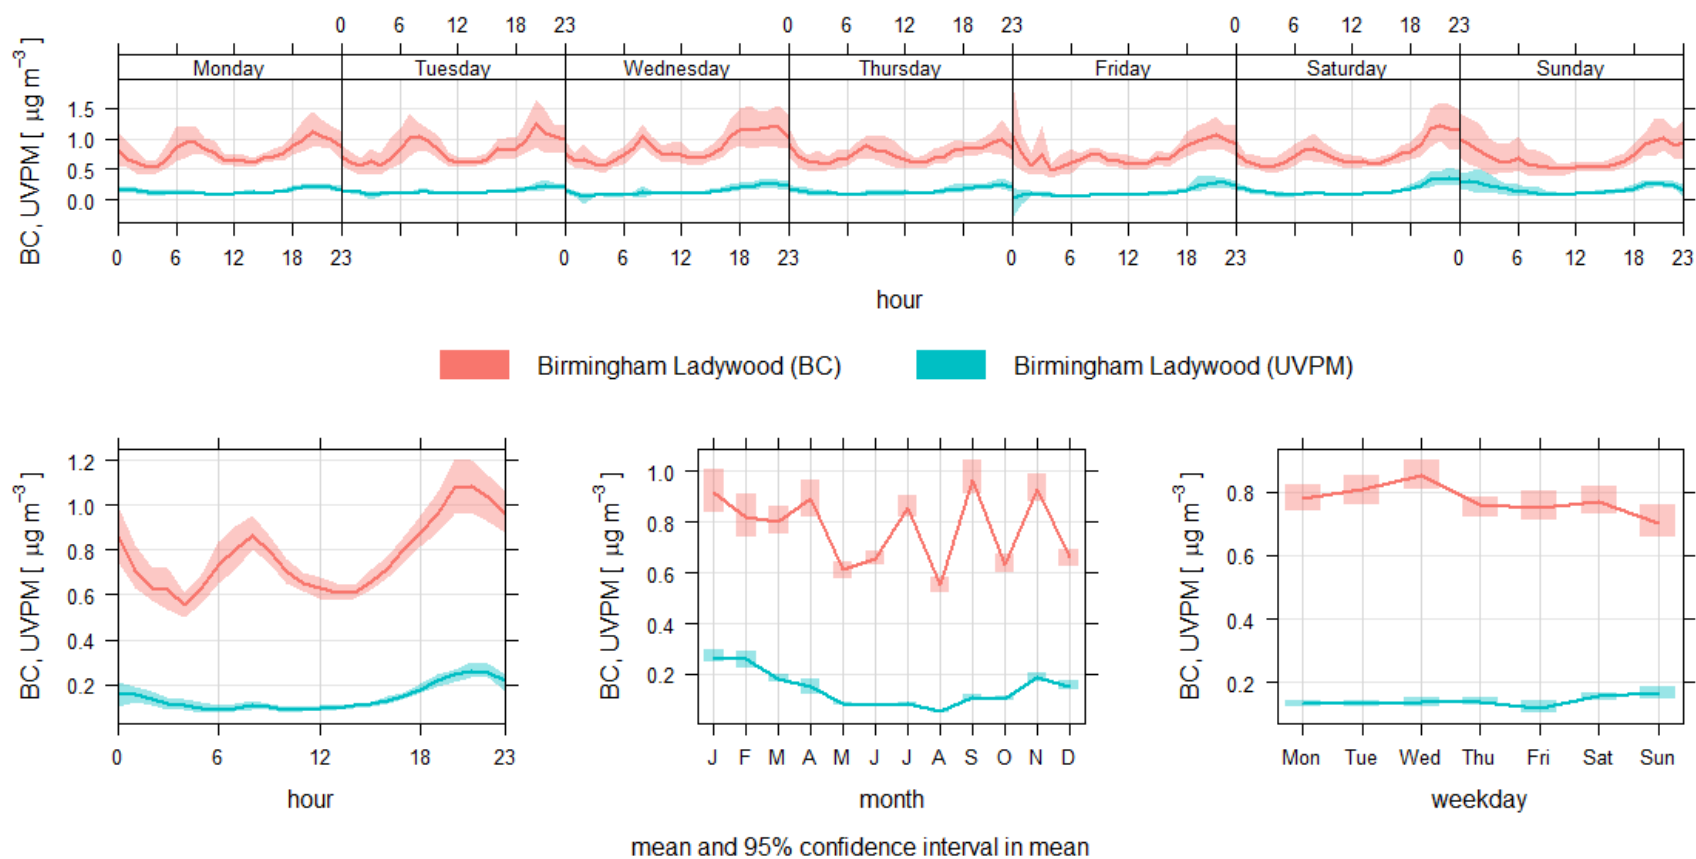 0 6 12 18 23 0 6 12 18 23 0 6 12 18 23
Monday Tuesday Wednesday Thursday Friday Saturday Sunday
BC, UVPM [ µg m⁻³ ]
1.5
1.0
0.5
0.0
0 6 12 18 23 0 6 12 18 23 0 6 12 18 23 0 6 12 18 23
hour
Birmingham Ladywood (BC) Birmingham Ladywood (UVPM)
BC, UVPM [ µg m⁻³ ]
1.2
1.0
0.8
0.6
0.4
0.2
0 6 12 18 23
hour
BC, UVPM [ µg m⁻³ ]
1.0
0.8
0.6
0.4
0.2
J F M A M J J A S O N D
month
BC, UVPM [ µg m⁻³ ]
0.8
0.6
0.4
0.2
Mon Tue Wed Thu Fri Sat Sun
weekday
mean and 95% confidence interval in mean